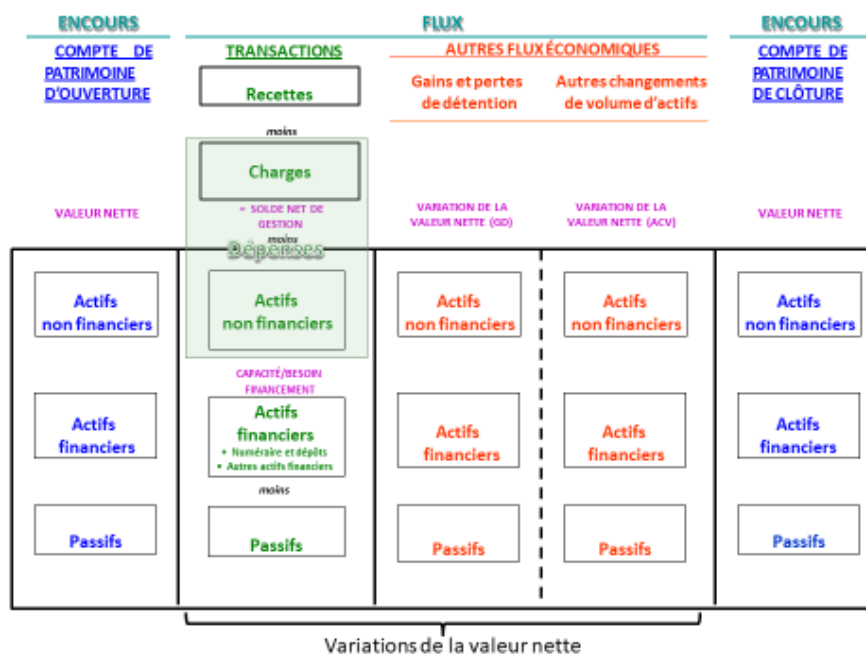 ENCOURS
FLUX
ENCOURS
COMPTE DE
PATRIMOINE
D'OUVERTURE
TRANSACTIONS
AUTRES FLUX ÉCONOMIQUES
COMPTE DE
PATRIMOINE
DE CLÔTURE
Recettes
Gains et pertes
de détention
Autres changements
de volume d'actifs
moins
Charges
VALEUR NETTE
= SOLDE NET DE
GESTION
moins
Dépenses
VARIATION DE LA
VALEUR NETTE (GD)
VARIATION DE LA
VALEUR NETTE (ACV)
VALEUR NETTE
Actifs
non financiers
Actifs
non financiers
Actifs
non financiers
Actifs
non financiers
Actifs
non financiers
CAPACITÉ/BESOIN
FINANCEMENT
Actifs
financiers
Actifs
financiers
• Numéraire et dépôts
• Autres actifs financiers
Actifs
financiers
Actifs
financiers
Actifs
financiers
moins
Passifs
Passifs
Passifs
Passifs
Passifs
Variations de la valeur nette